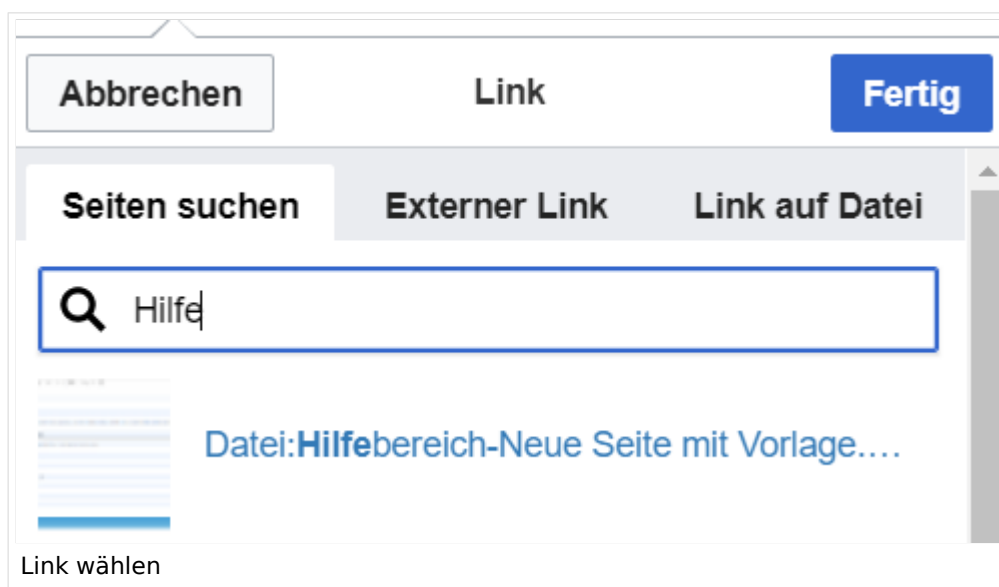 Abbrechen Link Fertig
Seiten suchen Externer Link Link auf Datei
Hilfe
Datei:Hilfebereich-Neue Seite mit Vorlage.…
Link wählen